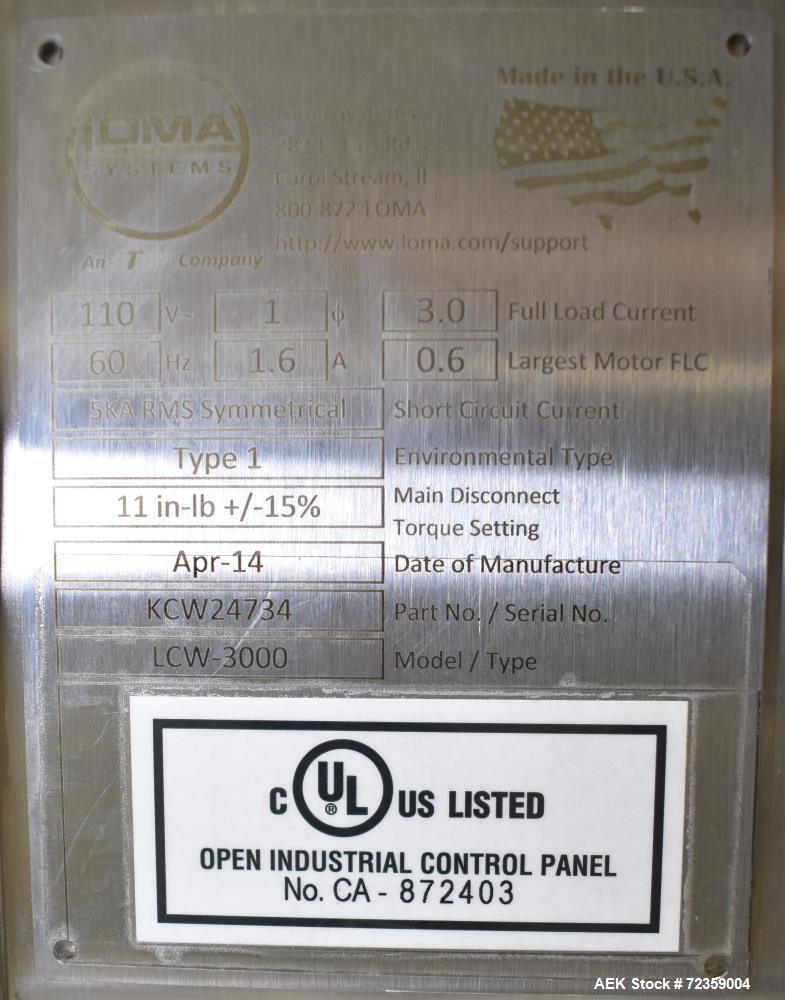 LOMA
SYSTEMS
An ITW Company
Loma Systems
Carol Stream, IL
800 872 LOMA
http://www.loma.com/support
Made in the U.S.A.
110 V~ 1 ϕ 3.0 Full Load Current
60 Hz 1.6 A 0.6 Largest Motor FLC
5KA RMS Symmetrical Short Circuit Current
Type 1 Environmental Type
11 in-lb +/-15% Main Disconnect
Torque Setting
Apr-14 Date of Manufacture
KCW24734 Part No. / Serial No.
LCW-3000 Model / Type
C UL ® US LISTED
OPEN INDUSTRIAL CONTROL PANEL
No. CA - 872403
AEK Stock # 72359004